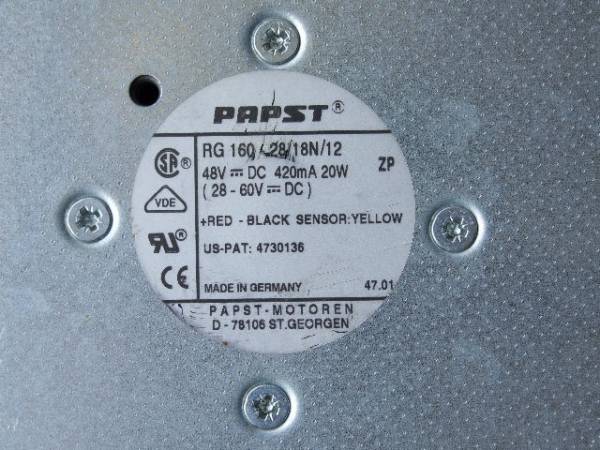 PAPST®
RG 160 - 28/18N/12
ZP
48V ⎓ DC 420mA 20W
( 28 - 60V ⎓ DC )
+RED - BLACK SENSOR:YELLOW
US-PAT: 4730136
MADE IN GERMANY 47.01
PAPST-MOTOREN
D - 78106 ST.GEORGEN
VDE